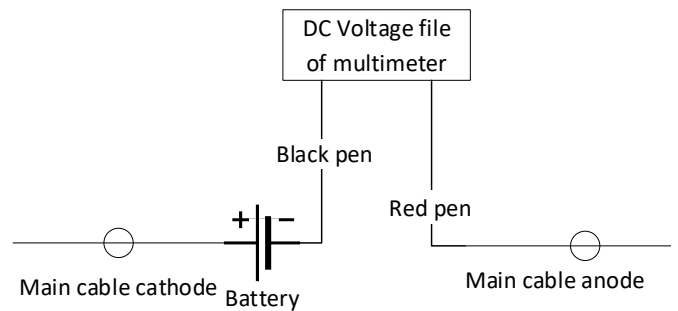 DC Voltage file
of multimeter
Black pen
Red pen
+ −
Main cable cathode
Battery
Main cable anode